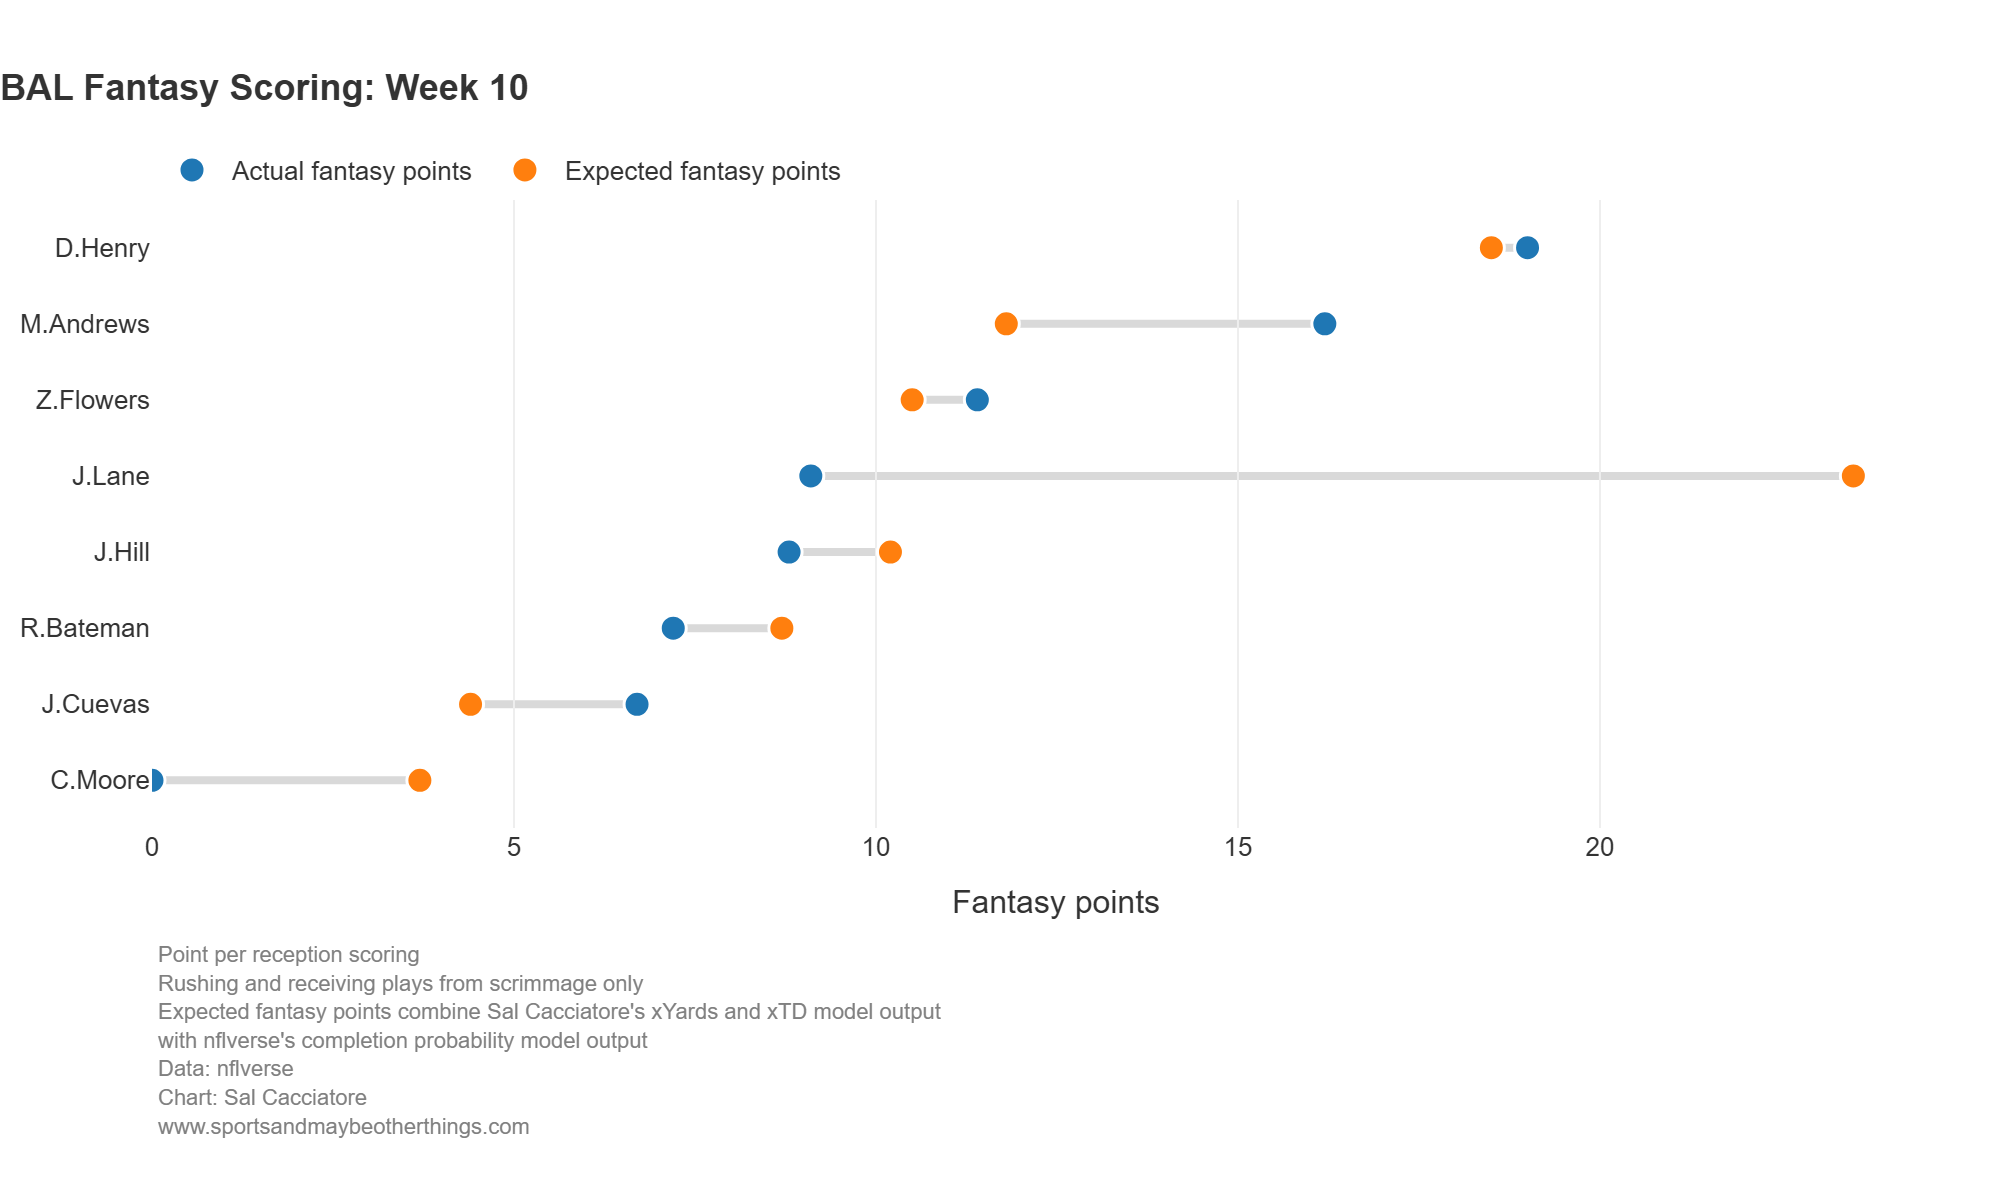 BAL Fantasy Scoring: Week 10
Actual fantasy points
Expected fantasy points
D.Henry
M.Andrews
Z.Flowers
J.Lane
J.Hill
R.Bateman
J.Cuevas
C.Moore
0 5 10 15 20
Fantasy points
Point per reception scoring
Rushing and receiving plays from scrimmage only
Expected fantasy points combine Sal Cacciatore's xYards and xTD model output
with nflverse's completion probability model output
Data: nflverse
Chart: Sal Cacciatore
www.sportsandmaybeotherthings.com